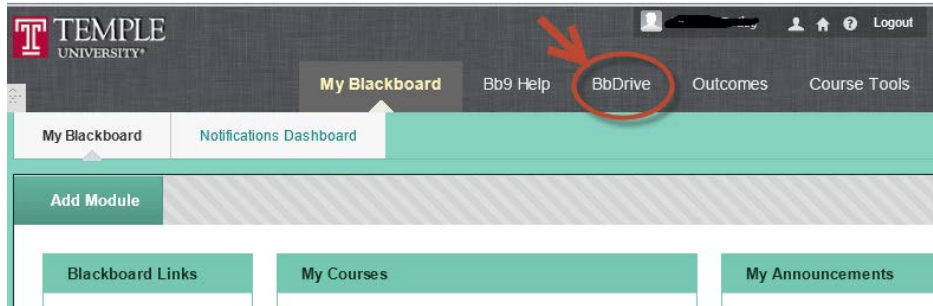 TEMPLE
UNIVERSITY
Logout
My Blackboard Bb9 Help BbDrive Outcomes Course Tools
My Blackboard Notifications Dashboard
Add Module
Blackboard Links My Courses My Announcements